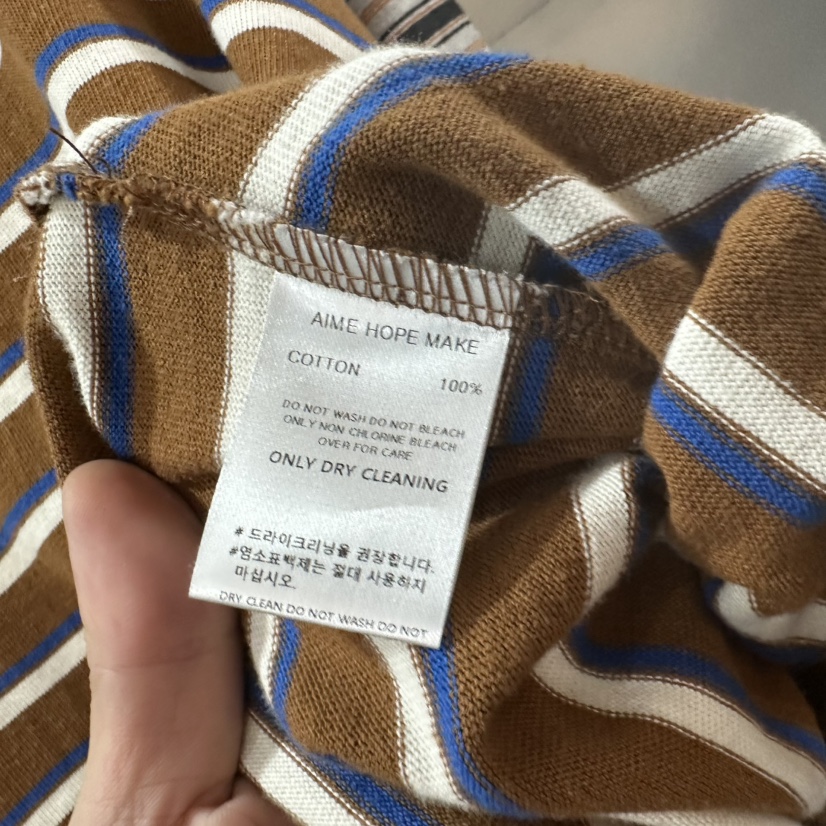 AIME HOPE MAKE
COTTON 100%
DO NOT WASH DO NOT BLEACH
ONLY NON CHLORINE BLEACH
OVER FOR CARE
ONLY DRY CLEANING
# 드라이크리닝을 권장합니다.
#염소표백제는 절대 사용하지
마십시오.
DRY CLEAN DO NOT WASH DO NOT